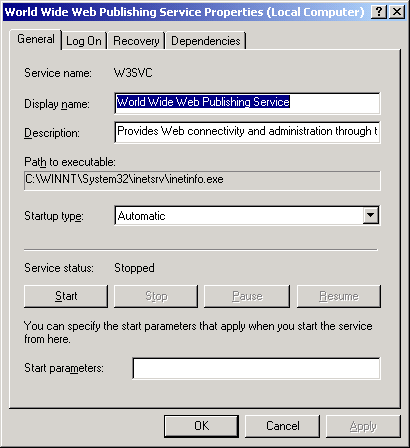 World Wide Web Publishing Service Properties (Local Computer)
General Log On Recovery Dependencies
Service name: W3SVC
Display name: World Wide Web Publishing Service
Description: Provides Web connectivity and administration through t
Path to executable:
C:\WINNT\System32\inetsrv\inetinfo.exe
Startup type: Automatic
Service status: Stopped
Start Stop Pause Resume
You can specify the start parameters that apply when you start the service
from here.
Start parameters:
OK Cancel Apply